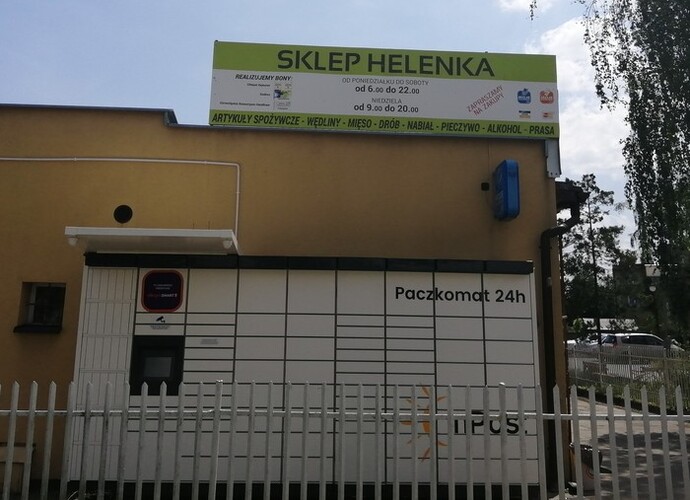 SKLEP HELENKA
REALIZUJEMY BONY:
OD PONIEDZIAŁKU DO SOBOTY
od 6.00 do 22.00
NIEDZIELA
od 9.00 do 20.00
ZAPRASZAMY
NA ZAKUPY
ARTYKUŁY SPOŻYWCZE - WĘDLINY - MIĘSO - DRÓB - NABIAŁ - PIECZYWO - ALKOHOL - PRASA
Paczkomat 24h
InPost